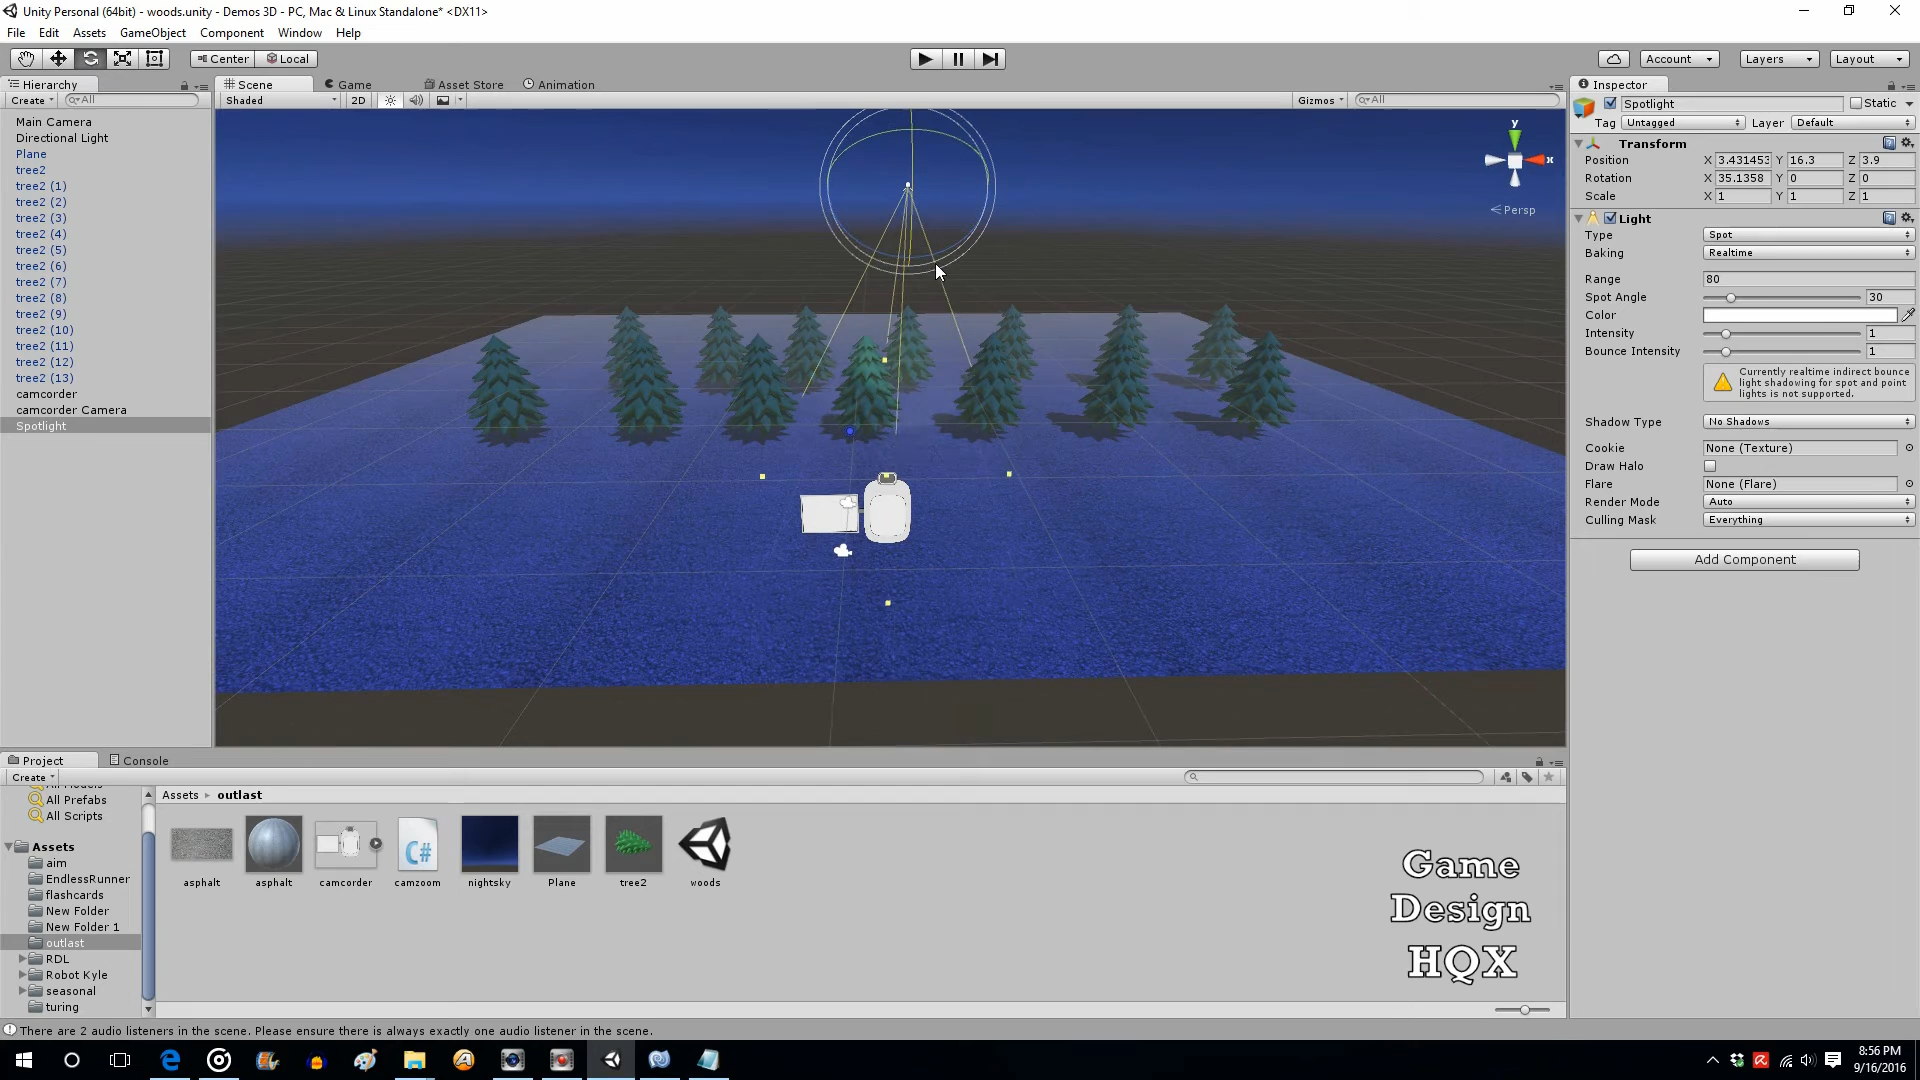 Unity Personal (64bit) - woods.unity - Demos 3D - PC, Mac & Linux Standalone* <DX11>
File Edit Assets GameObject Component Window Help
Center Local Account Layers Layout
Hierarchy
Create All
Main Camera
Directional Light
Plane
tree2
tree2 (1)
tree2 (2)
tree2 (3)
tree2 (4)
tree2 (5)
tree2 (6)
tree2 (7)
tree2 (8)
tree2 (9)
tree2 (10)
tree2 (11)
tree2 (12)
tree2 (13)
camcorder
camcorder Camera
Spotlight
Scene Game Asset Store Animation
Shaded 2D Gizmos All
y
x
Persp
Inspector
Spotlight Static
Tag Untagged Layer Default
Transform
Position X 3.431453 Y 16.3 Z 3.9
Rotation X 35.1358 Y 0 Z 0
Scale X 1 Y 1 Z 1
Light
Type Spot
Baking Realtime
Range 80
Spot Angle 30
Color
Intensity 1
Bounce Intensity 1
Currently realtime indirect bounce
light shadowing for spot and point
lights is not supported.
Shadow Type No Shadows
Cookie None (Texture)
Draw Halo
Flare None (Flare)
Render Mode Auto
Culling Mask Everything
Add Component
Project Console
Create
All Models
All Prefabs
All Scripts
Assets
aim
EndlessRunner
flashcards
New Folder
New Folder 1
outlast
RDL
Robot Kyle
seasonal
turing
Assets outlast
C#
asphalt asphalt camcorder camzoom nightsky Plane tree2 woods
Game
Design
HQX
There are 2 audio listeners in the scene. Please ensure there is always exactly one audio listener in the scene.
8:56 PM
9/16/2016